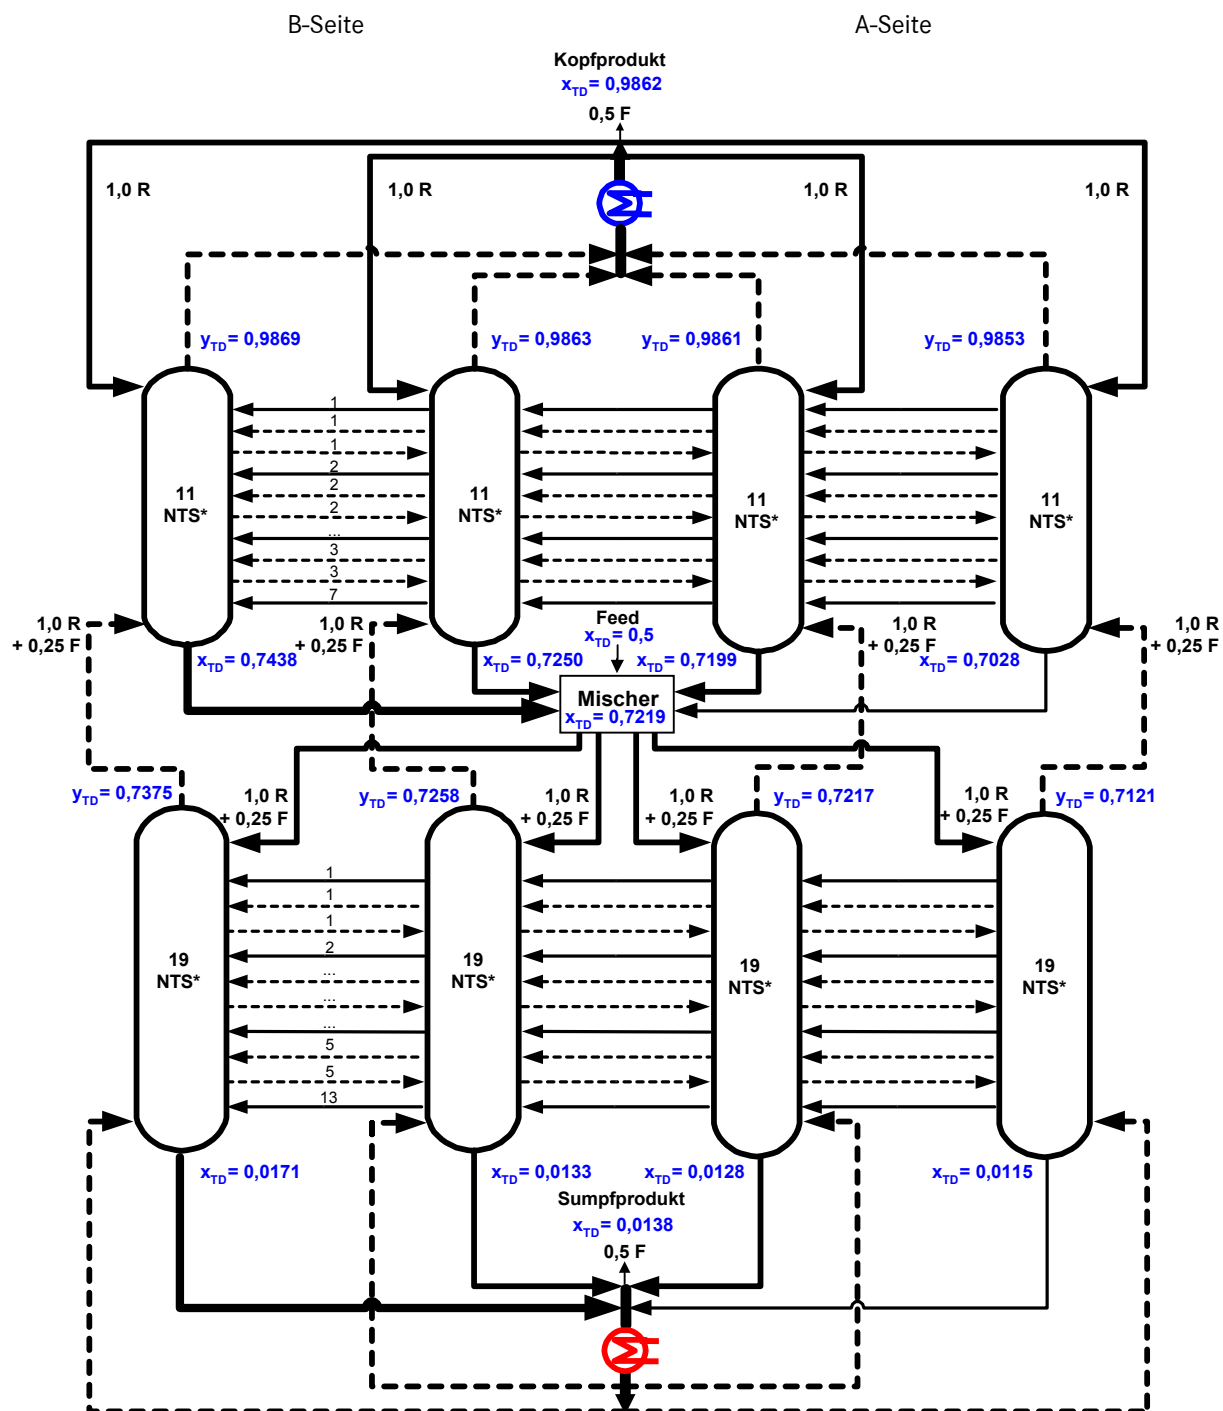 B-Seite A-Seite
Kopfprodukt
xTD= 0,9862
0,5 F
1,0 R 1,0 R 1,0 R 1,0 R
yTD= 0,9869 yTD= 0,9863 yTD= 0,9861 yTD= 0,9853
1
1
1
2
2
2
...
3
3
7
11 NTS* 11 NTS* 11 NTS* 11 NTS*
1,0 R + 0,25 F 1,0 R + 0,25 F 1,0 R + 0,25 F 1,0 R + 0,25 F
Feed
xTD= 0,5
xTD= 0,7438 xTD= 0,7250 xTD= 0,7199 xTD= 0,7028
Mischer
xTD= 0,7219
yTD= 0,7375 yTD= 0,7258 yTD= 0,7217 yTD= 0,7121
1,0 R + 0,25 F 1,0 R + 0,25 F 1,0 R + 0,25 F 1,0 R + 0,25 F
1
1
1
2
...
...
...
5
5
13
19 NTS* 19 NTS* 19 NTS* 19 NTS*
xTD= 0,0171 xTD= 0,0133 xTD= 0,0128 xTD= 0,0115
Sumpfprodukt
xTD= 0,0138
0,5 F